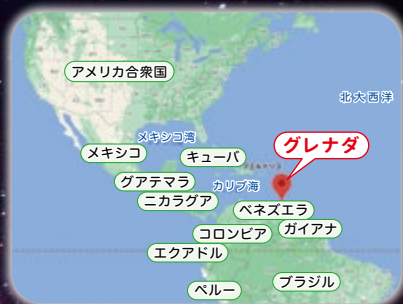 アメリカ合衆国
北大西洋
メキシコ湾
グレナダ
メキシコ
キューバ
グアテマラ
カリブ海
ニカラグア
ベネズエラ
コロンビア
ガイアナ
エクアドル
ブラジル
ペルー